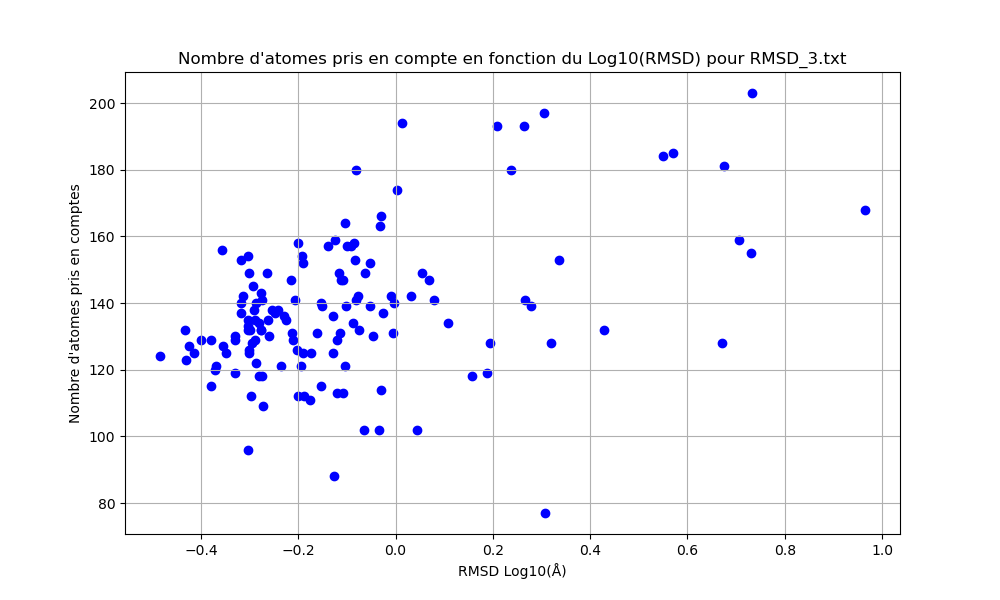 Nombre d'atomes pris en compte en fonction du Log10(RMSD) pour RMSD_3.txt
200
180
160
140
120
100
80
Nombre d'atomes pris en comptes
−0.4 −0.2 0.0 0.2 0.4 0.6 0.8 1.0
RMSD Log10(Å)